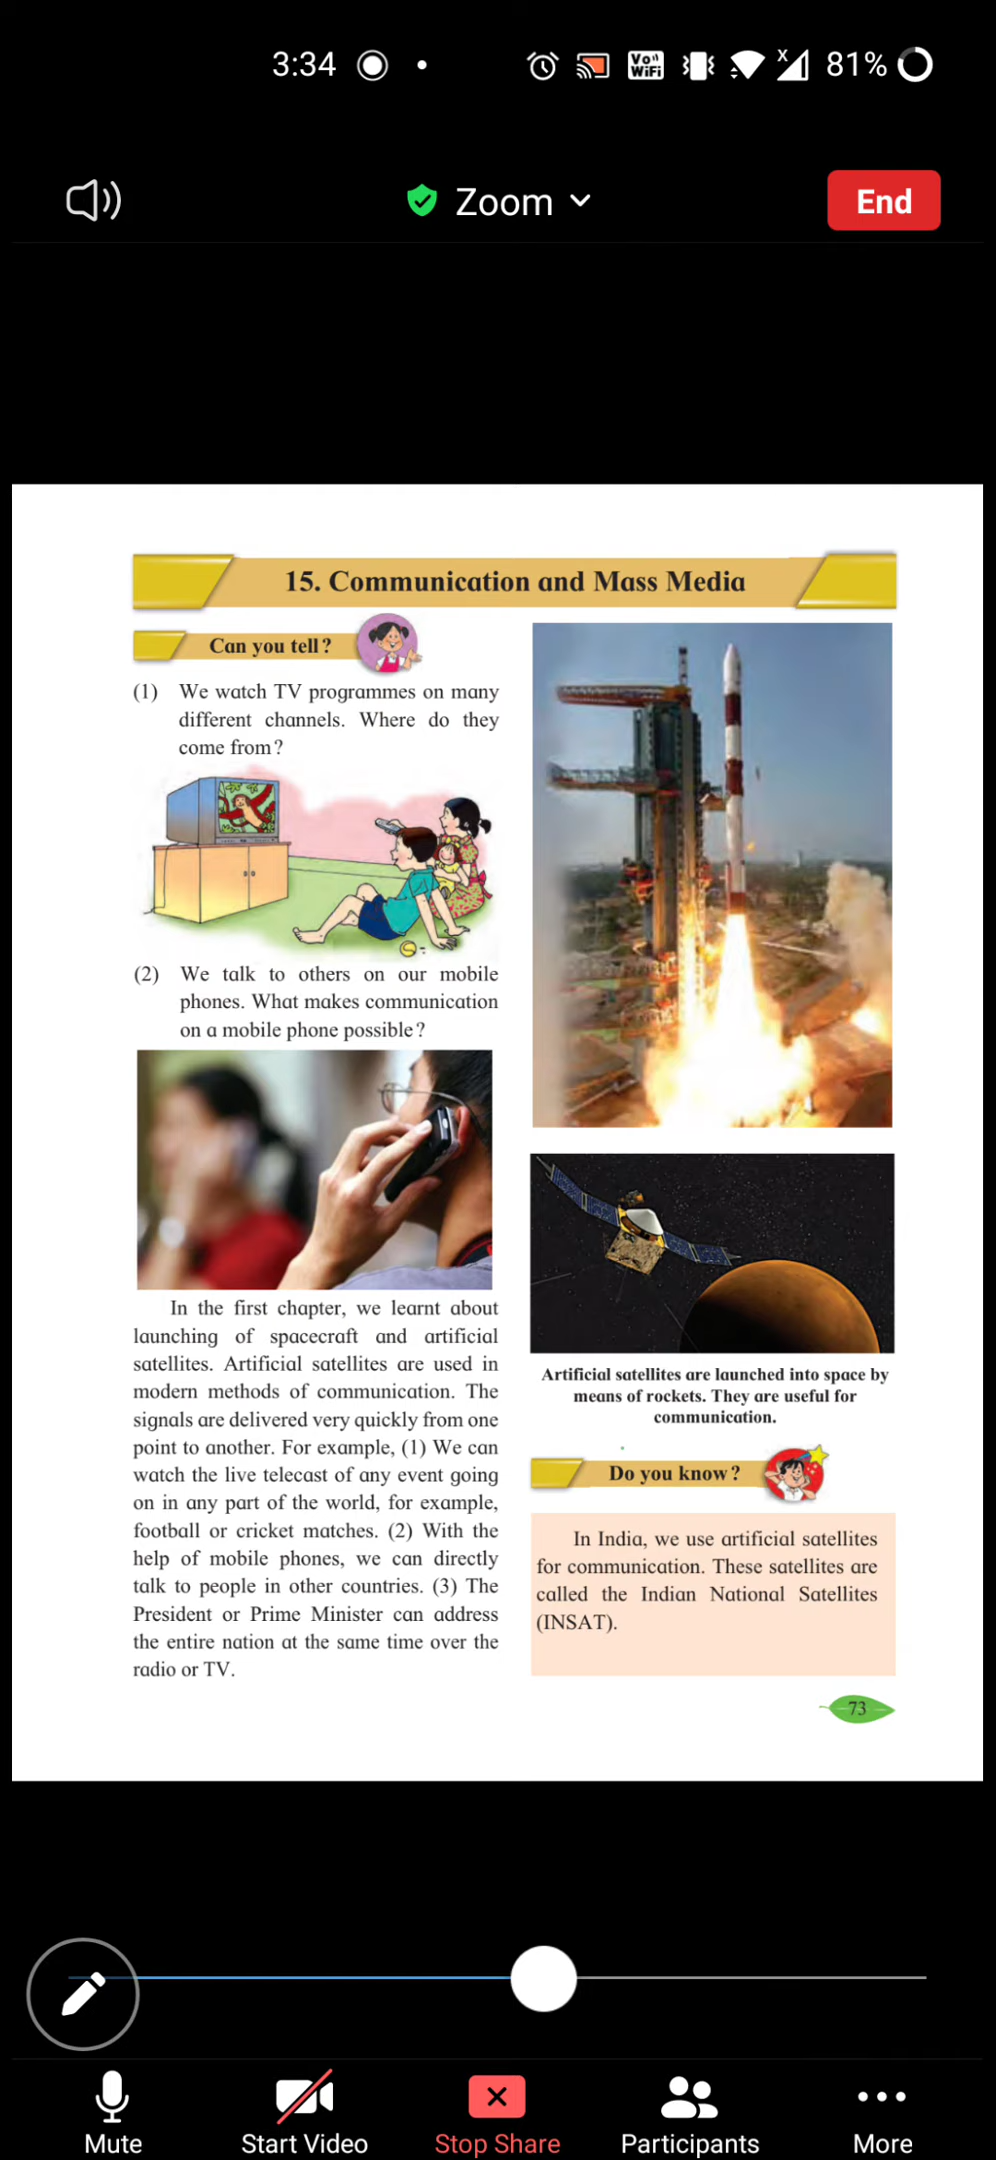 3:34
Vo))
WiFi
X
81%
Zoom
End
15. Communication and Mass Media
Can you tell?
(1) We watch TV programmes on many
different channels. Where do they
come from?
(2) We talk to others on our mobile
phones. What makes communication
on a mobile phone possible?
In the first chapter, we learnt about
launching of spacecraft and artificial
satellites. Artificial satellites are used in
modern methods of communication. The
signals are delivered very quickly from one
point to another. For example, (1) We can
watch the live telecast of any event going
on in any part of the world, for example,
football or cricket matches. (2) With the
help of mobile phones, we can directly
talk to people in other countries. (3) The
President or Prime Minister can address
the entire nation at the same time over the
radio or TV.
Artificial satellites are launched into space by
means of rockets. They are useful for
communication.
Do you know?
In India, we use artificial satellites
for communication. These satellites are
called the Indian National Satellites
(INSAT).
73
Mute
Start Video
Stop Share
Participants
More